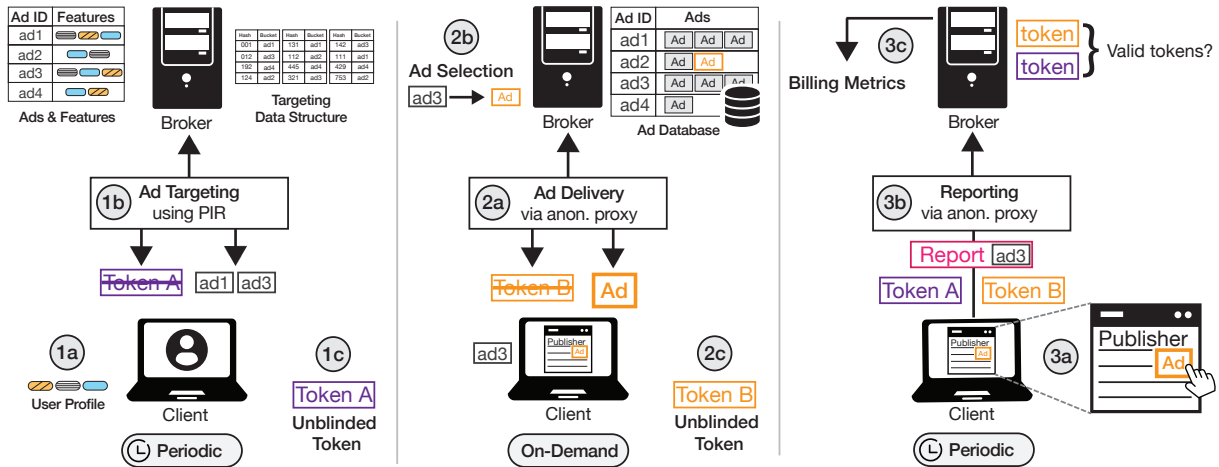 Ad ID Features
ad1
ad2
ad3
ad4
Ads & Features
Broker
Hash Bucket Hash Bucket Hash Bucket
001 ad1 131 ad1 142 ad3
012 ad3 112 ad2 111 ad1
192 ad4 445 ad4 429 ad4
124 ad2 321 ad3 753 ad2
Targeting
Data Structure
1b
Ad Targeting
using PIR
Token A
ad1 ad3
1a
User Profile
Client
1c
Token A
Unblinded
Token
Periodic
2b
Ad Selection
ad3 Ad
Broker
Ad ID Ads
ad1 Ad Ad Ad
ad2 Ad Ad
ad3 Ad Ad Ad
ad4 Ad
Ad Database
2a
Ad Delivery
via anon. proxy
Token B
Ad
ad3
Publisher
Ad
Client
2c
Token B
Unblinded
Token
On-Demand
3c
Billing Metrics
Broker
token
token
Valid tokens?
3b
Reporting
via anon. proxy
Report ad3
Token A Token B
Publisher
Ad
Client
3a
Publisher
Ad
Periodic